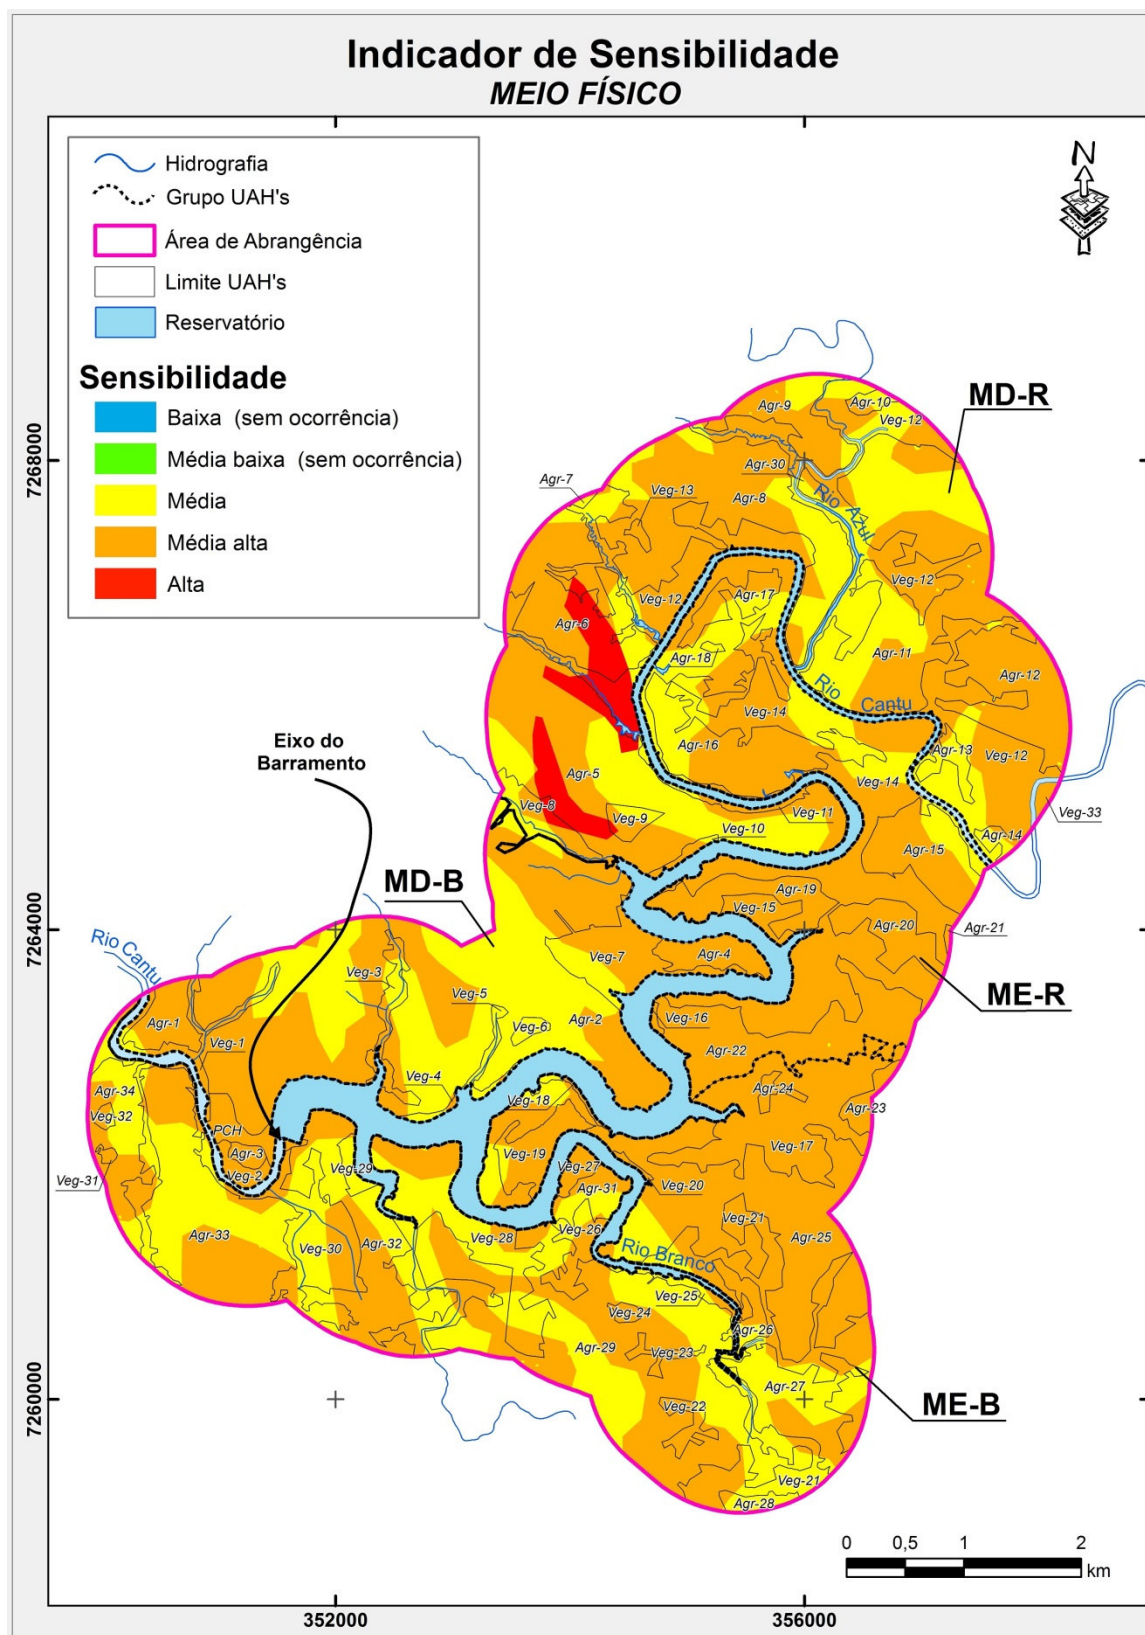 Indicador de Sensibilidade
MEIO FÍSICO
Hidrografia
Grupo UAH's
Área de Abrangência
Limite UAH's
Reservatório
Sensibilidade
Baixa (sem ocorrência)
Média baixa (sem ocorrência)
Média
Média alta
Alta
N
MD-R
Agr-9
Agr-10
Veg-12
7268000
Agr-30
Agr-7
Veg-13
Agr-8
Rio Azul
Veg-12
Veg-12
Agr-17
Agr-6
Agr-11
Agr-18
Agr-12
Rio Cantu
Veg-14
Agr-16
Agr-13
Veg-12
Eixo do
Barramento
Veg-14
Agr-5
Veg-8
Veg-11
Veg-33
Veg-9
Veg-10
Agr-14
Agr-15
MD-B
Agr-19
Veg-15
Agr-20
Agr-21
7264000
Rio Cantu
Veg-3
Veg-7
Agr-4
ME-R
Veg-5
Agr-1
Veg-6
Agr-2
Veg-16
Veg-1
Agr-22
Veg-4
Agr-34
Agr-24
Veg-18
Agr-23
Veg-32
PCH
Veg-17
Agr-3
Veg-19
Veg-27
Veg-29
Veg-2
Veg-31
Veg-20
Agr-31
Veg-21
Veg-26
Agr-33
Veg-28
Agr-25
Veg-30
Agr-32
Rio Branco
Veg-25
Veg-24
Agr-26
Agr-29
Veg-23
Agr-27
7260000
ME-B
Veg-22
Veg-21
Agr-28
0 0,5 1 2
km
352000
356000